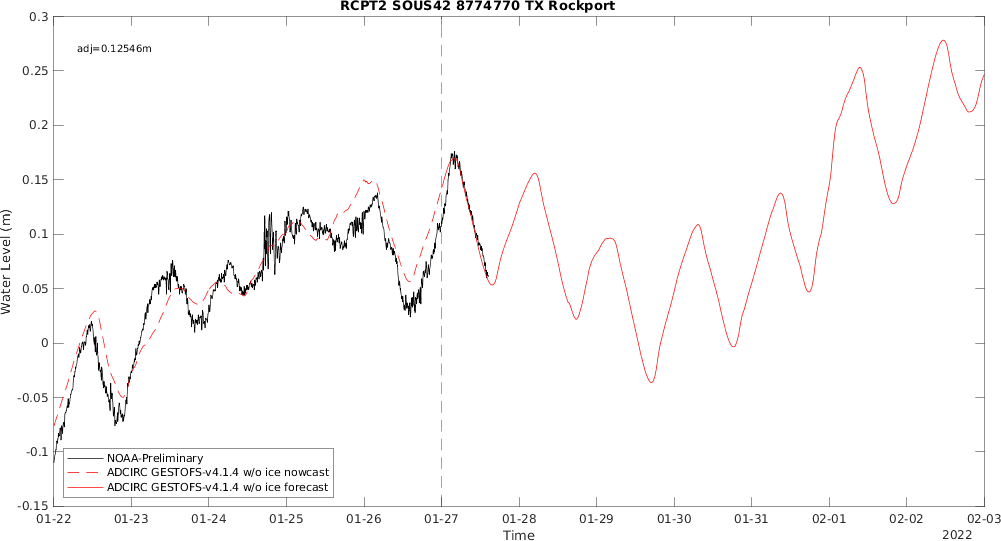 RCPT2 SOUS42 8774770 TX Rockport
adj=0.12546m
0.3
0.25
0.2
0.15
0.1
0.05
0
-0.05
-0.1
-0.15
Water Level (m)
NOAA-Preliminary
ADCIRC GESTOFS-v4.1.4 w/o ice nowcast
ADCIRC GESTOFS-v4.1.4 w/o ice forecast
01-22 01-23 01-24 01-25 01-26 01-27 01-28 01-29 01-30 01-31 02-01 02-02 02-03
Time
2022